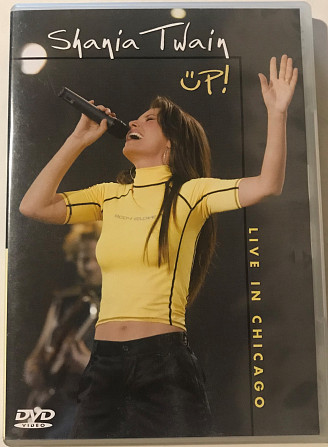 Shania Twain
UP!
LIVE IN CHICAGO
DVD
VIDEO